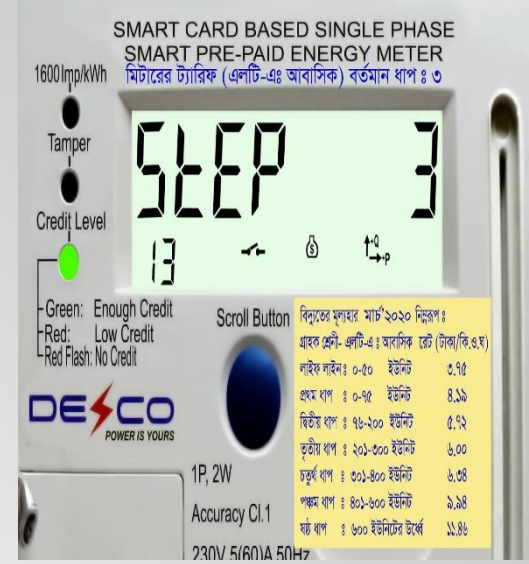 SMART CARD BASED SINGLE PHASE
SMART PRE-PAID ENERGY METER
1600Imp/kWh
মিটারের ট্যারিফ (এলটি-এঃ আবাসিক) বর্তমান ধাপ ঃ ৩
Tamper
StEP 3
Credit Level
13
$
+Q
+P
Green: Enough Credit
Red: Low Credit
Red Flash: No Credit
Scroll Button
বিদ্যুতের মূল্যহার মার্চ'২০২০ নিম্নরূপ ঃ
গ্রাহক শ্রেনী- এলটি-এ ঃ আবাসিক রেট (টাকা/কি.ও.ঘ)
লাইফ লাইন ঃ ০-৫০ ইউনিট ৩.৭৫
প্রথম ধাপ ঃ ০-৭৫ ইউনিট ৪.১৯
দ্বিতীয় ধাপ ঃ ৭৬-২০০ ইউনিট ৫.৭২
তৃতীয় ধাপ ঃ ২০১-৩০০ ইউনিট ৬.০০
চতুর্থ ধাপ ঃ ৩০১-৪০০ ইউনিট ৬.৩৪
পঞ্চম ধাপ ঃ ৪০১-৬০০ ইউনিট ৯.৯৪
ষষ্ঠ ধাপ ঃ ৬০০ ইউনিটের উর্ধ্বে ১১.৪৬
DESCO
POWER IS YOURS
1P, 2W
Accuracy Cl.1
230V 5(60)A 50Hz